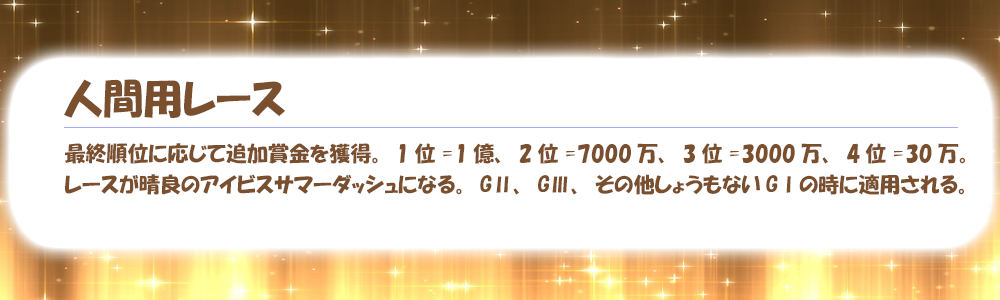 人間用レース
最終順位に応じて追加賞金を獲得。1位=1億、2位=7000万、3位=3000万、4位=30万。
レースが晴良のアイビスサマーダッシュになる。GⅡ、GⅢ、その他しょうもないGⅠの時に適用される。